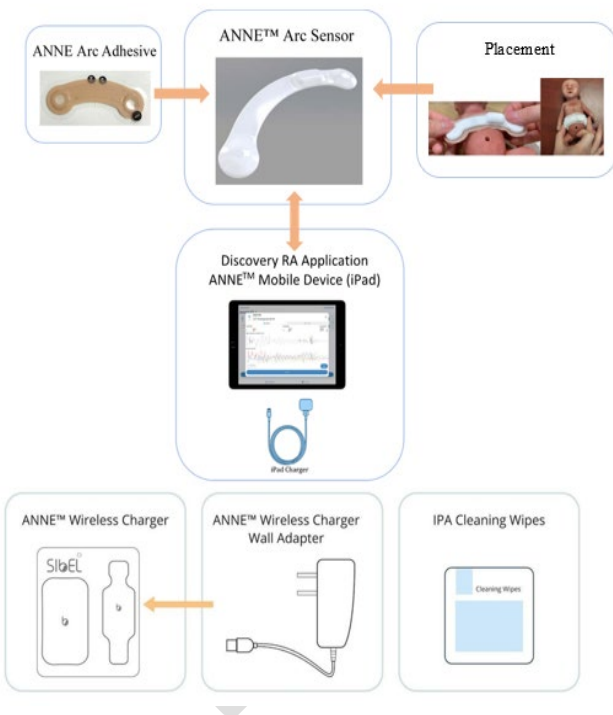 ANNE Arc Adhesive
ANNE™ Arc Sensor
Placement
Discovery RA Application
ANNE™ Mobile Device (iPad)
iPad Charger
ANNE™ Wireless Charger
SIbEL
ANNE™ Wireless Charger
Wall Adapter
IPA Cleaning Wipes
Cleaning Wipes